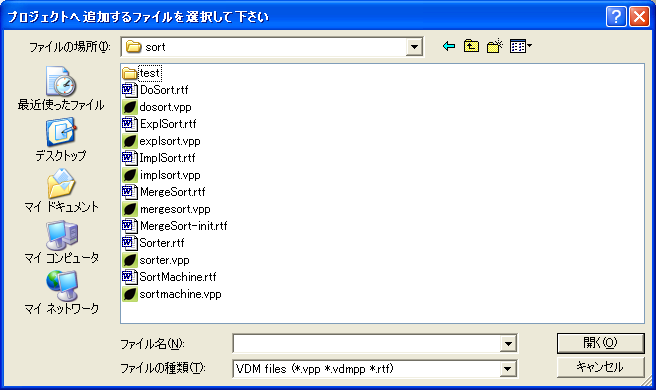 プロジェクトへ追加するファイルを選択して下さい
ファイルの場所(I):
sort
最近使ったファイル
デスクトップ
マイ ドキュメント
マイ コンピュータ
マイ ネットワーク
test
DoSort.rtf
dosort.vpp
ExplSort.rtf
explsort.vpp
ImplSort.rtf
implsort.vpp
MergeSort.rtf
mergesort.vpp
MergeSort-init.rtf
Sorter.rtf
sorter.vpp
SortMachine.rtf
sortmachine.vpp
ファイル名(N):
開く(O)
ファイルの種類(T):
VDM files (*.vpp *.vdmpp *.rtf)
キャンセル